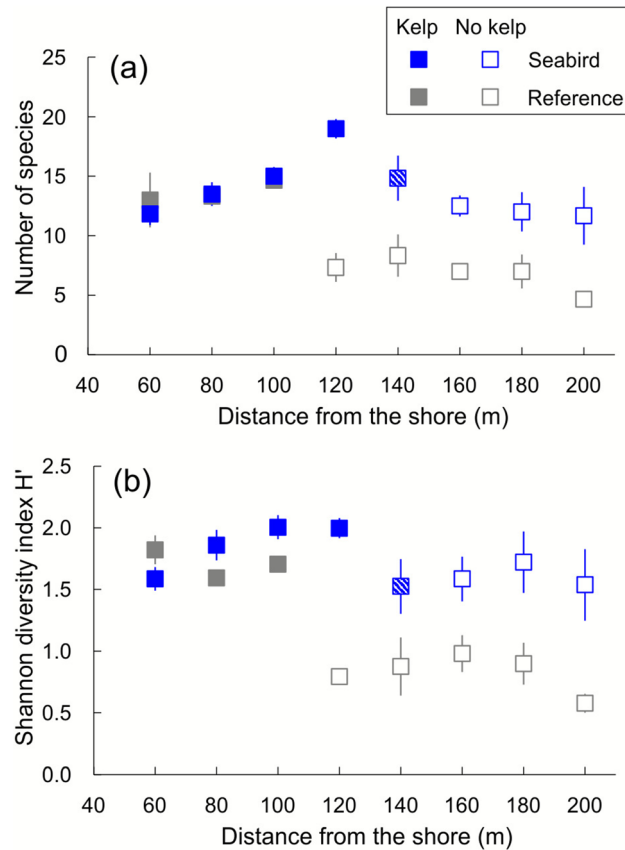 Kelp No kelp
Seabird
Reference
(a)
Number of species
25
20
15
10
5
0
40 60 80 100 120 140 160 180 200
Distance from the shore (m)
(b)
Shannon diversity index H'
2.5
2.0
1.5
1.0
0.5
0.0
40 60 80 100 120 140 160 180 200
Distance from the shore (m)